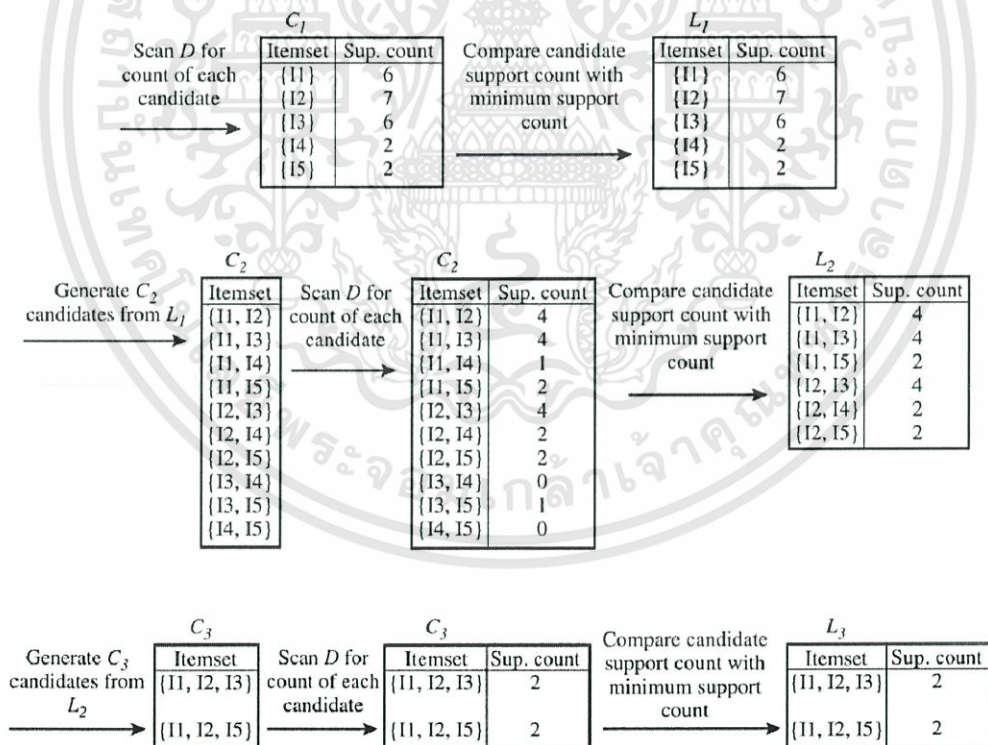 C₁
Scan D for
count of each
candidate
Itemset Sup. count
{I1} 6
{I2} 7
{I3} 6
{I4} 2
{I5} 2
Compare candidate
support count with
minimum support
count
L₁
Itemset Sup. count
{I1} 6
{I2} 7
{I3} 6
{I4} 2
{I5} 2
Generate C₂
candidates from L₁
C₂
Itemset
{I1, I2}
{I1, I3}
{I1, I4}
{I1, I5}
{I2, I3}
{I2, I4}
{I2, I5}
{I3, I4}
{I3, I5}
{I4, I5}
Scan D for
count of each
candidate
C₂
Itemset Sup. count
{I1, I2} 4
{I1, I3} 4
{I1, I4} 1
{I1, I5} 2
{I2, I3} 4
{I2, I4} 2
{I2, I5} 2
{I3, I4} 0
{I3, I5} 1
{I4, I5} 0
Compare candidate
support count with
minimum support
count
L₂
Itemset Sup. count
{I1, I2} 4
{I1, I3} 4
{I1, I5} 2
{I2, I3} 4
{I2, I4} 2
{I2, I5} 2
Generate C₃
candidates from
L₂
C₃
Itemset
{I1, I2, I3}
{I1, I2, I5}
Scan D for
count of each
candidate
C₃
Itemset Sup. count
{I1, I2, I3} 2
{I1, I2, I5} 2
Compare candidate
support count with
minimum support
count
L₃
Itemset Sup. count
{I1, I2, I3} 2
{I1, I2, I5} 2